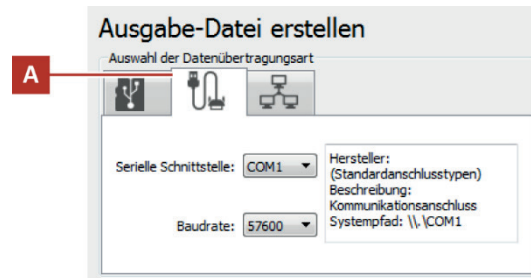 Ausgabe-Datei erstellen
Auswahl der Datenübertragungsart
A
Serielle Schnittstelle: COM1
Hersteller:
(Standardanschlusstypen)
Beschreibung:
Kommunikationsanschluss
Systempfad: \\.\COM1
Baudrate: 57600